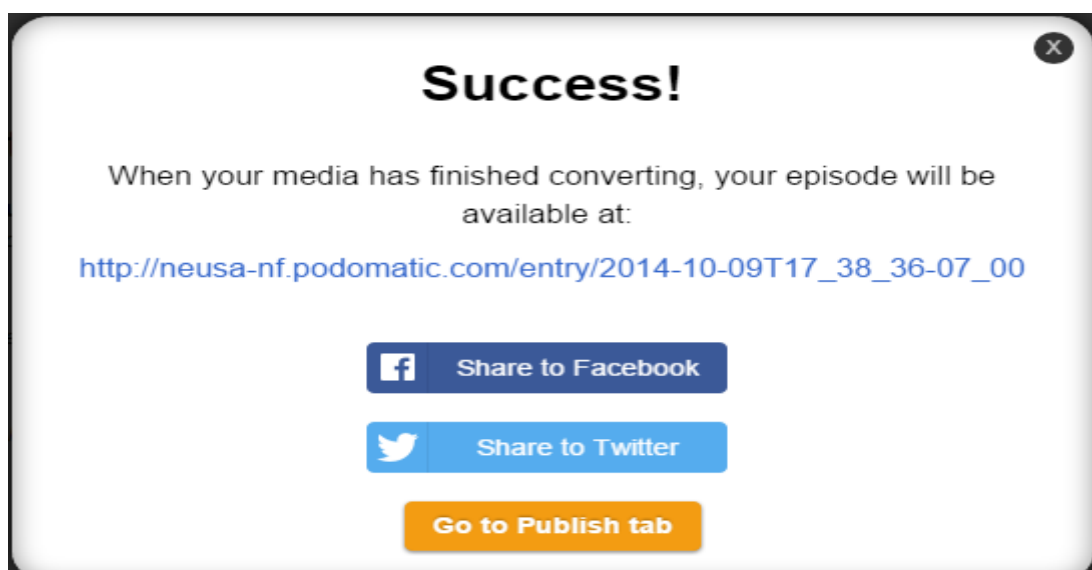 X
Success!
When your media has finished converting, your episode will be
available at:
http://neusa-nf.podomatic.com/entry/2014-10-09T17_38_36-07_00
Share to Facebook
Share to Twitter
Go to Publish tab